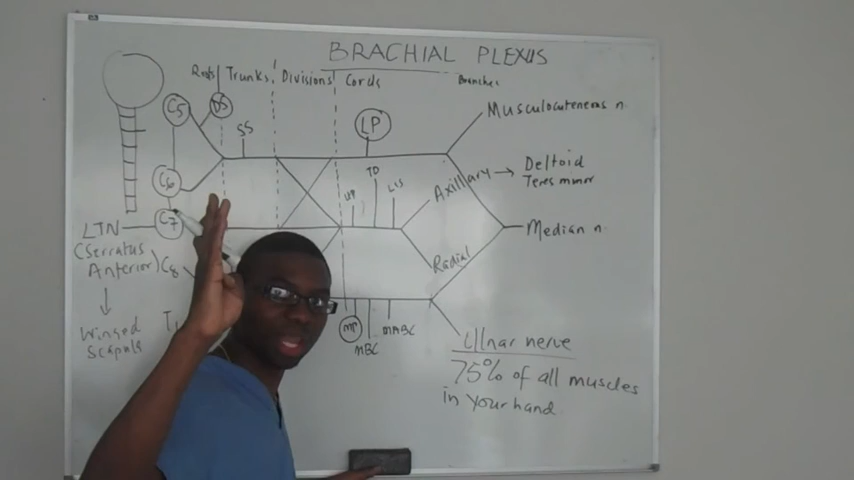 BRACHIAL PLEXUS
Roots Trunks Divisions Cords Branches
C5 DS
SS
LP
Musculocutaneous n.
C6
UP TD LIS
Axillary → Deltoid
Teres minor
LTN C7
Median n.
(Serratus
Anterior) C8
Radial
T1
MP MBC MABC
Winged
Scapula
Ulnar nerve
75% of all muscles
in your hand